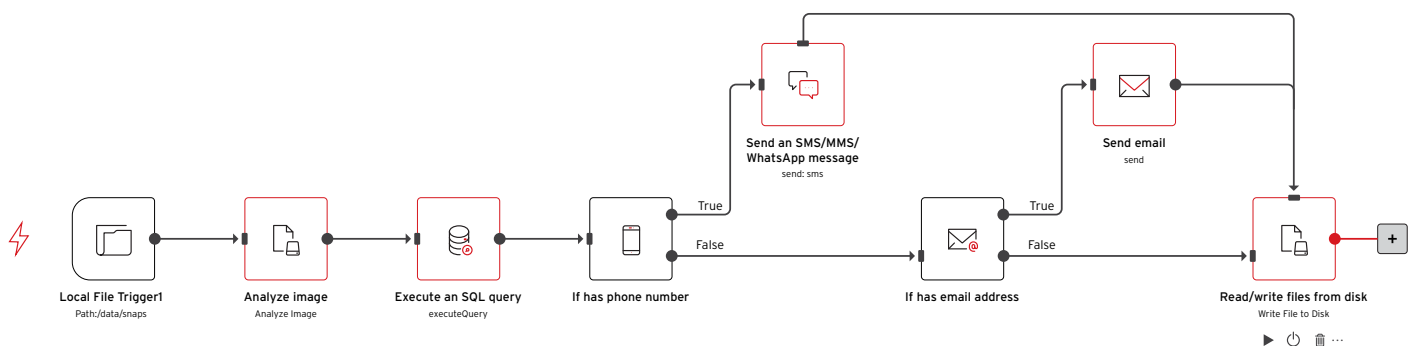 Send an SMS/MMS/
WhatsApp message
send: sms
Send email
send
True
False
True
False
@
+
Local File Trigger1
Path:/data/snaps
Analyze image
Analyze Image
Execute an SQL query
executeQuery
If has phone number
If has email address
Read/write files from disk
Write File to Disk